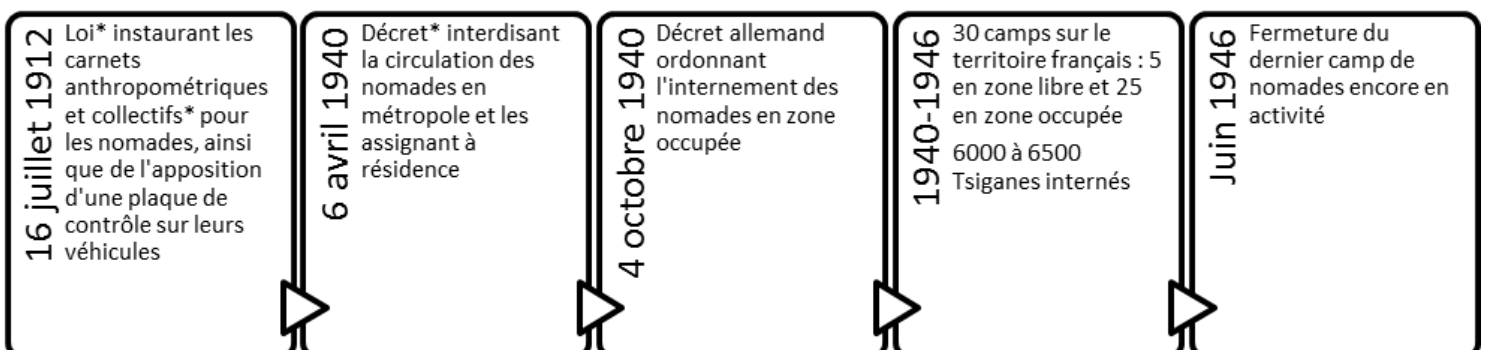 16 juillet 1912
Loi* instaurant les
carnets
anthropométriques
et collectifs* pour
les nomades, ainsi
que de l'apposition
d'une plaque de
contrôle sur leurs
véhicules
6 avril 1940
Décret* interdisant
la circulation des
nomades en
métropole et les
assignant à
résidence
4 octobre 1940
Décret allemand
ordonnant
l'internement des
nomades en zone
occupée
1940-1946
30 camps sur le
territoire français : 5
en zone libre et 25
en zone occupée
6000 à 6500
Tsiganes internés
Juin 1946
Fermeture du
dernier camp de
nomades encore en
activité